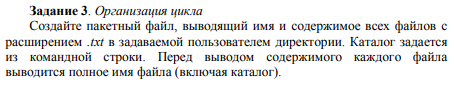 Задание 3. Организация цикла
Создайте пакетный файл, выводящий имя и содержимое всех файлов с
расширением .txt в задаваемой пользователем директории. Каталог задается
из командной строки. Перед выводом содержимого каждого файла
выводится полное имя файла (включая каталог).